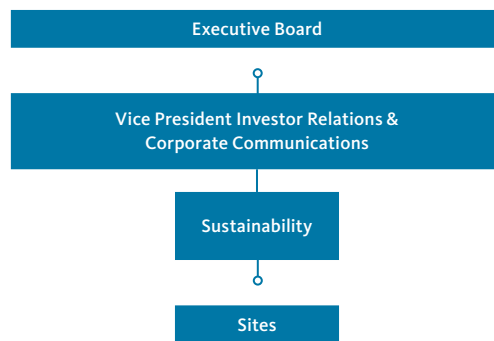 Executive Board
Vice President Investor Relations &
Corporate Communications
Sustainability
Sites